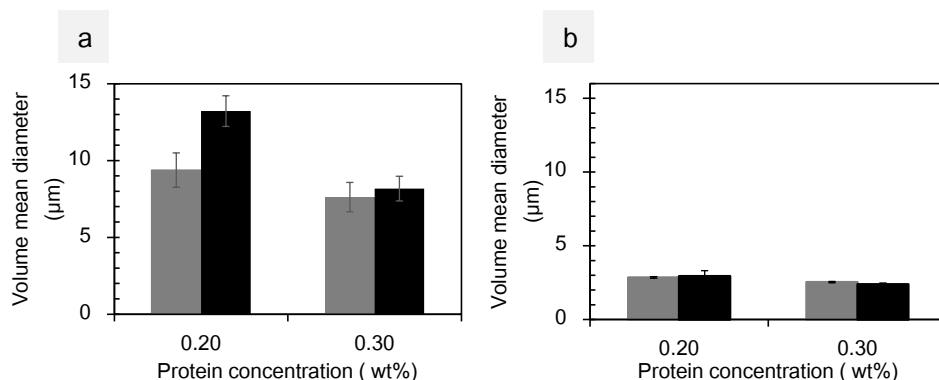 a
Volume mean diameter
(µm)
15
10
5
0
0.20
0.30
Protein concentration ( wt%)
b
Volume mean diameter
(µm)
15
10
5
0
0.20
0.30
Protein concentration ( wt%)